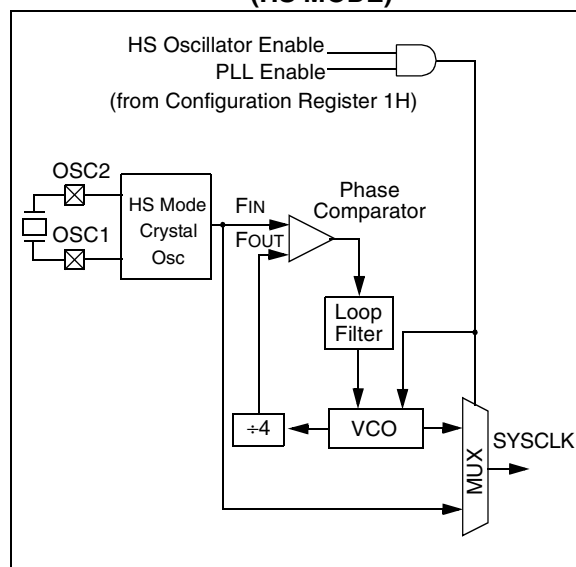 (HS MODE)
HS Oscillator Enable
PLL Enable
(from Configuration Register 1H)
OSC2
OSC1
HS Mode
Crystal
Osc
FIN
FOUT
Phase
Comparator
Loop
Filter
÷4
VCO
MUX
SYSCLK